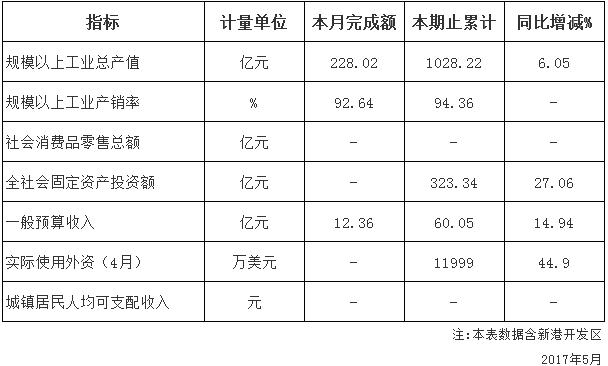 指标 计量单位 本月完成额 本期止累计 同比增减%
规模以上工业总产值 亿元 228.02 1028.22 6.05
规模以上工业产销率 % 92.64 94.36 -
社会消费品零售总额 亿元 - - -
全社会固定资产投资额 亿元 - 323.34 27.06
一般预算收入 亿元 12.36 60.05 14.94
实际使用外资（4月） 万美元 - 11999 44.9
城镇居民人均可支配收入 元 - - -
注:本表数据含新港开发区
2017年5月